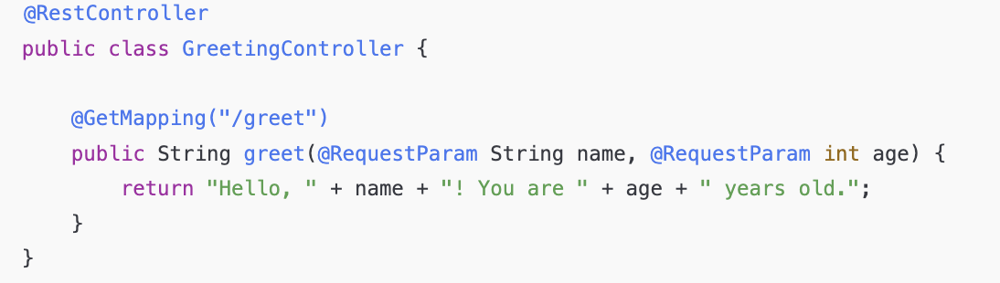 @RestController
public class GreetingController {
@GetMapping("/greet")
public String greet(@RequestParam String name, @RequestParam int age) {
return "Hello, " + name + "! You are " + age + " years old.";
}
}